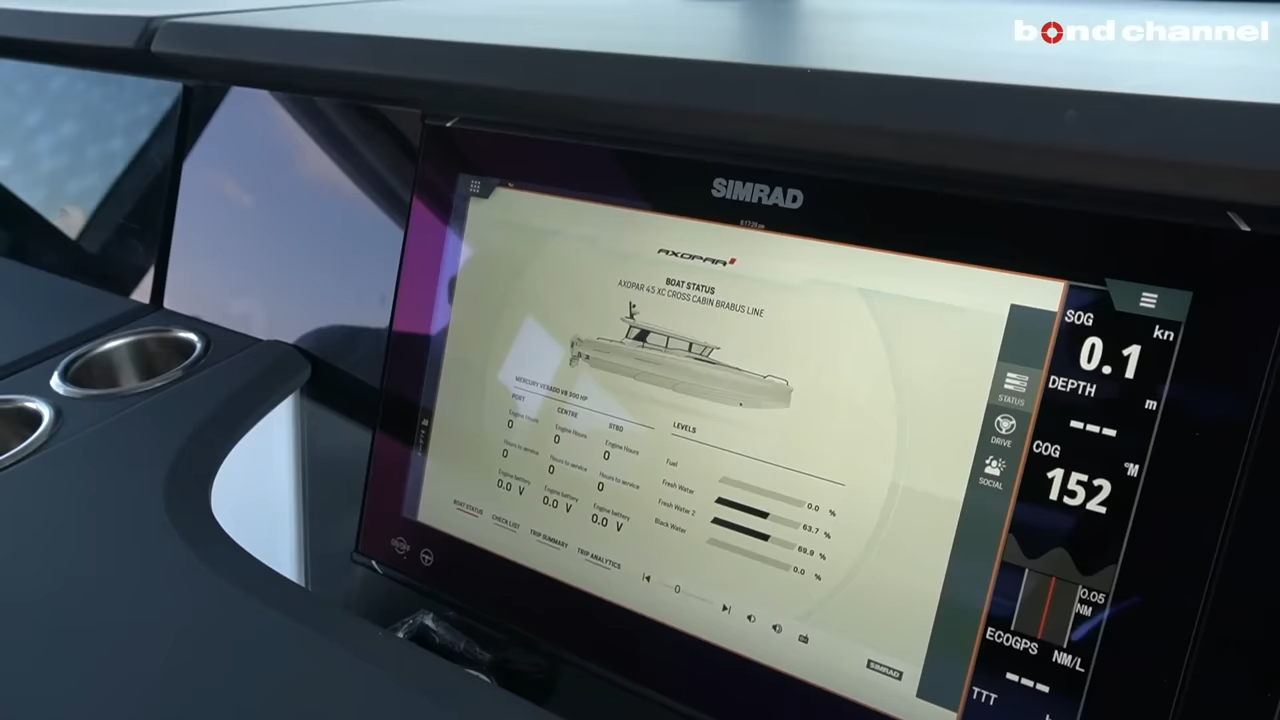 bond channel
SIMRAD
AXOPAR
BOAT STATUS
AXOPAR 45 XC CROSS CABIN BRABUS LINE
MERCURY VERADO V8 300 HP
PORT
CENTRE
STBD
Engine Hours
0
Engine Hours
0
Engine Hours
0
Hours to service
0
Hours to service
0
Hours to service
0
Engine battery
0.0 V
Engine battery
0.0 V
Engine battery
0.0 V
LEVELS
Fuel
0.0 %
Fresh Water
63.7 %
Fresh Water 2
69.9 %
Black Water
0.0 %
BOAT STATUS
CHECK LIST
TRIP SUMMARY
TRIP ANALYTICS
0
SIMRAD
STATUS
DRIVE
SOCIAL
SOG
kn
0.1
DEPTH
m
---
COG
°M
152
0.05
NM
ECOGPS
NM/L
---
TTT